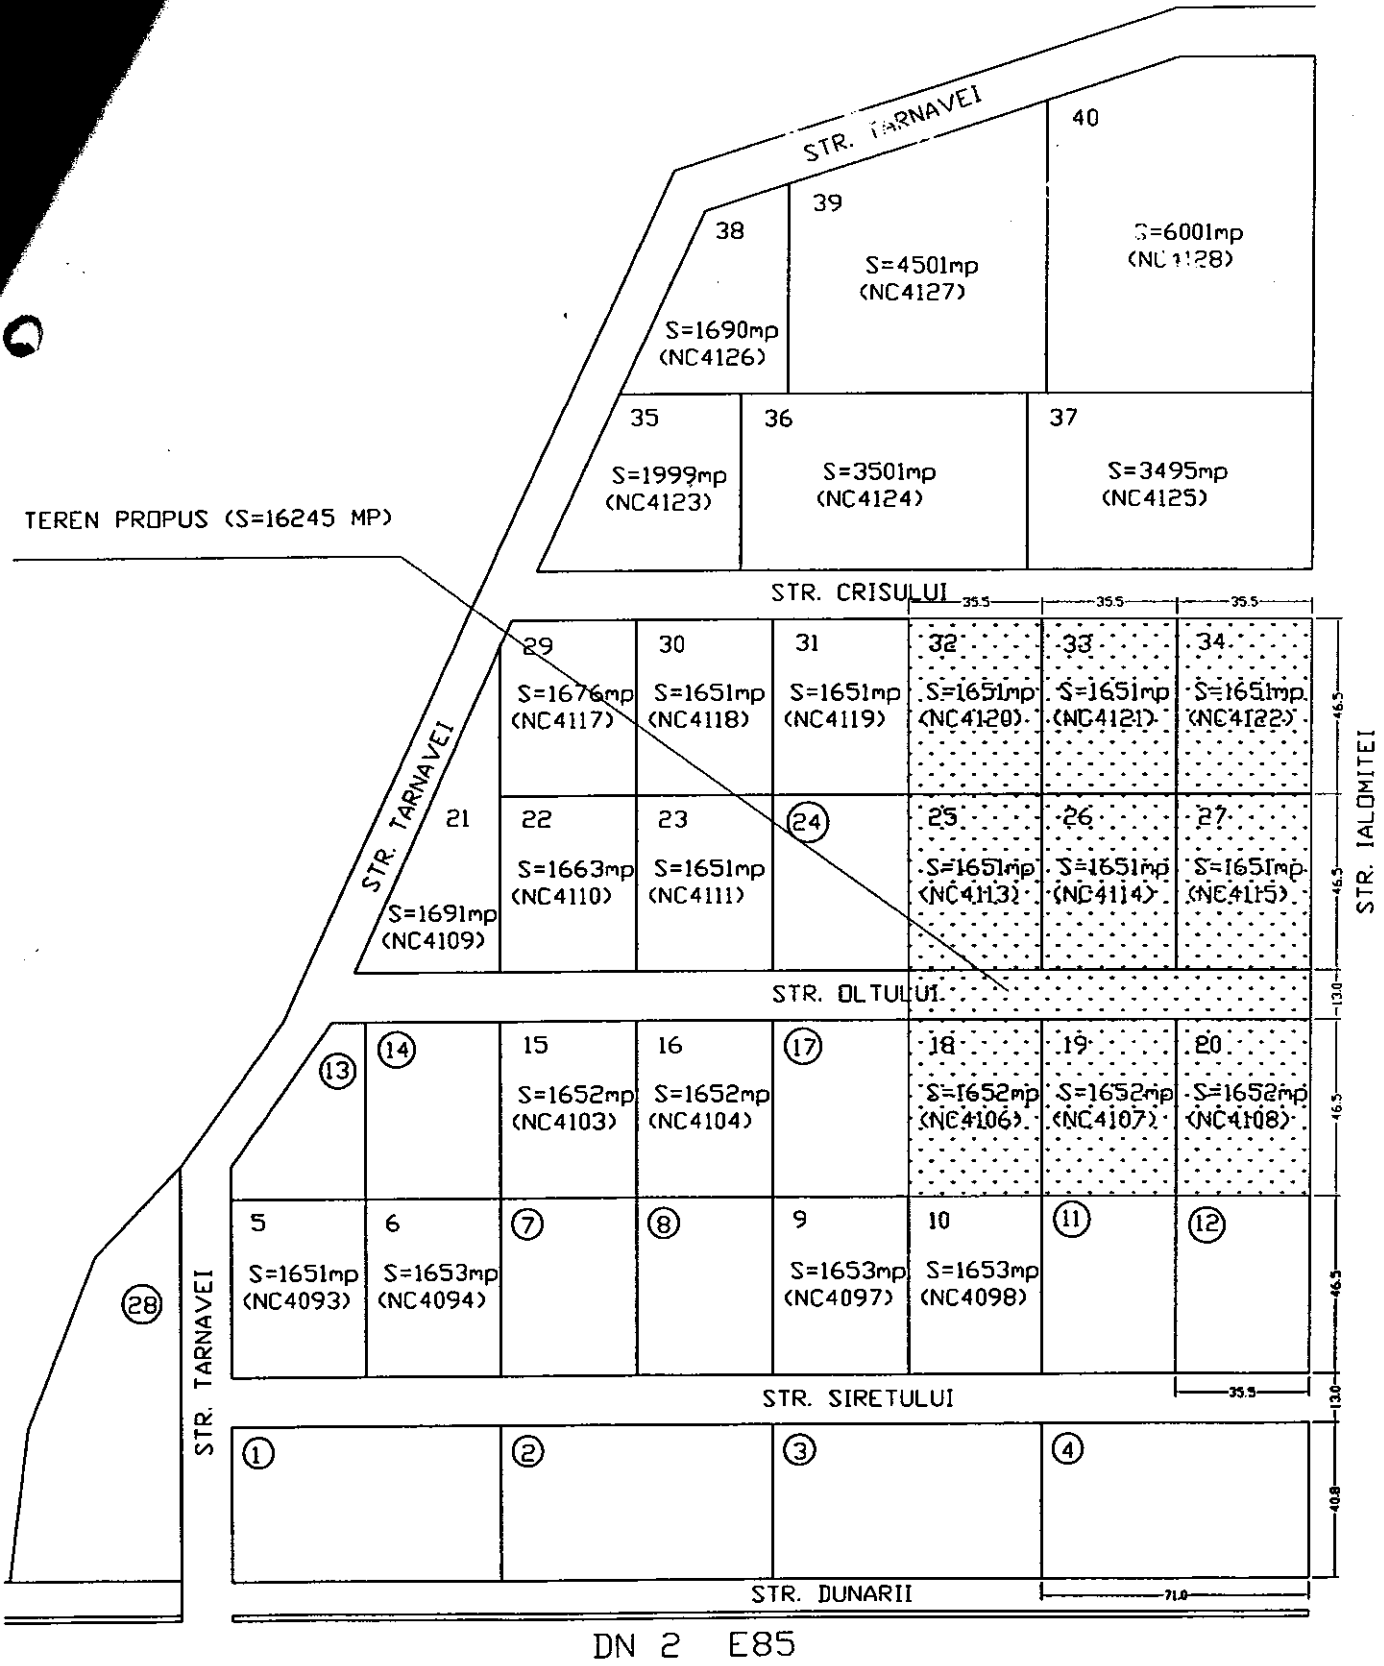 STR. TARNAVEI
40
S=6001mp
39
S=4501mp
(NC4127)
38
S=1690mp
(NC4126)
35
S=1999mp
(NC4123)
36
S=3501mp
(NC4124)
37
S=3495mp
(NC4125)
TEREN PROPUS (S=16245 MP)
STR. CRISULUI
35.5
35.5
35.5
29
S=1676mp
(NC4117)
30
S=1651mp
(NC4118)
31
S=1651mp
(NC4119)
32
S=1651mp
(NC4120)
33
S=1651mp
(NC4121)
34
S=1651mp
(NC4122)
46.5
STR. IALOMITEI
STR. TARNAVEI
21
S=1691mp
(NC4109)
22
S=1663mp
(NC4110)
23
S=1651mp
(NC4111)
24
25
S=1651mp
(NC4113)
26
S=1651mp
(NC4114)
27
S=1651mp
(NC4115)
46.5
STR. OLTULUI
13.0
13
14
15
S=1652mp
(NC4103)
16
S=1652mp
(NC4104)
17
18
S=1652mp
(NC4106)
19
S=1652mp
(NC4107)
20
S=1652mp
(NC4108)
46.5
5
S=1651mp
(NC4093)
6
S=1653mp
(NC4094)
7
8
9
S=1653mp
(NC4097)
10
S=1653mp
(NC4098)
11
12
46.5
28
STR. TARNAVEI
STR. SIRETULUI
35.5
13.0
1
2
3
4
40.8
STR. DUNARII
71.0
DN 2 E85